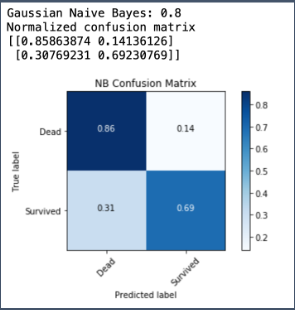 Gaussian Naive Bayes: 0.8
Normalized confusion matrix
[[0.85863874 0.14136126]
 [0.30769231 0.69230769]]
NB Confusion Matrix
Dead
0.86
0.14
Survived
0.31
0.69
True label
Dead
Survived
Predicted label
0.8
0.7
0.6
0.5
0.4
0.3
0.2